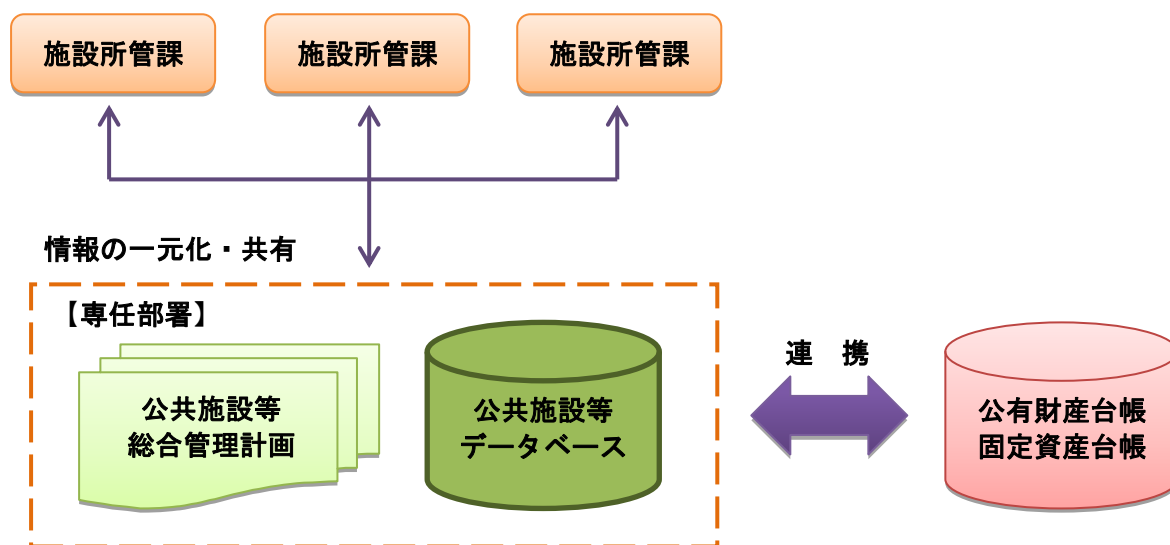 施設所管課
施設所管課
施設所管課
情報の一元化・共有
【専任部署】
公共施設等
総合管理計画
公共施設等
データベース
連　携
公有財産台帳
固定資産台帳